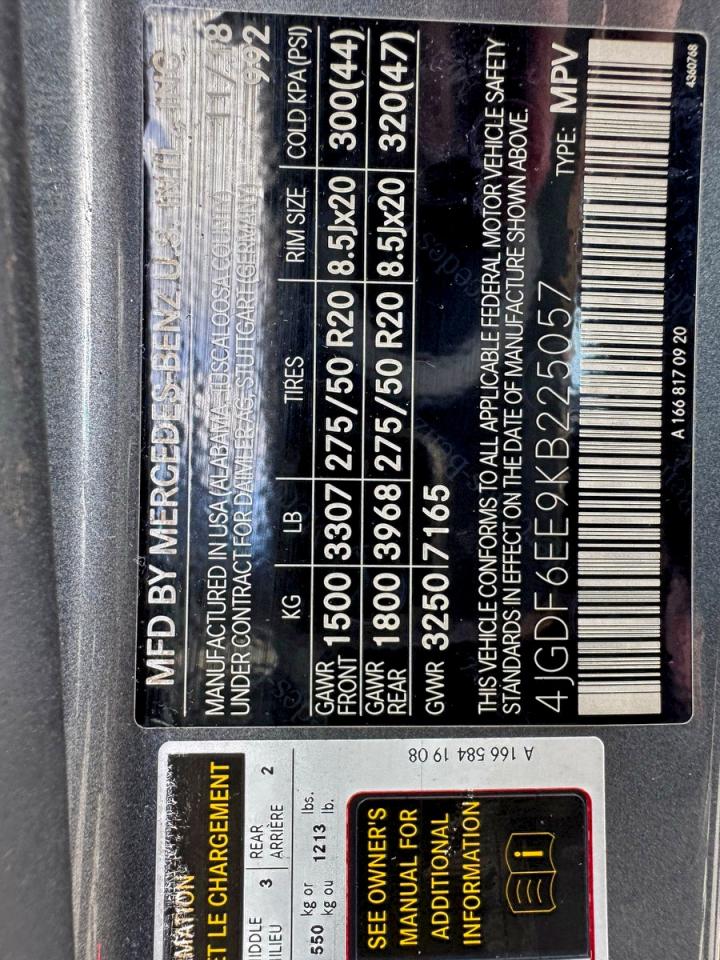 MFD BY MERCEDES-BENZ U.S. INT'L, INC
11/18
MANUFACTURED IN USA (ALABAMA, TUSCALOOSA COUNTY)
992
UNDER CONTRACT FOR DAIMLER AG, STUTTGART (GERMANY)
KG LB TIRES RIM SIZE COLD KPA (PSI)
GAWR FRONT 1500 3307 275/50 R20 8.5Jx20 300(44)
GAWR REAR 1800 3968 275/50 R20 8.5Jx20 320(47)
GVWR 3250 7165
THIS VEHICLE CONFORMS TO ALL APPLICABLE FEDERAL MOTOR VEHICLE SAFETY
STANDARDS IN EFFECT ON THE DATE OF MANUFACTURE SHOWN ABOVE.
4JGDF6EE9KB225057 TYPE: MPV
A 166 817 09 20
4360768
MATION
ET LE CHARGEMENT
IDDLE 3 REAR 2
ILIEU ARRIÈRE
550 kg or 1213 lbs.
kg ou lb.
SEE OWNER'S
MANUAL FOR
ADDITIONAL
INFORMATION
A 166 584 19 08